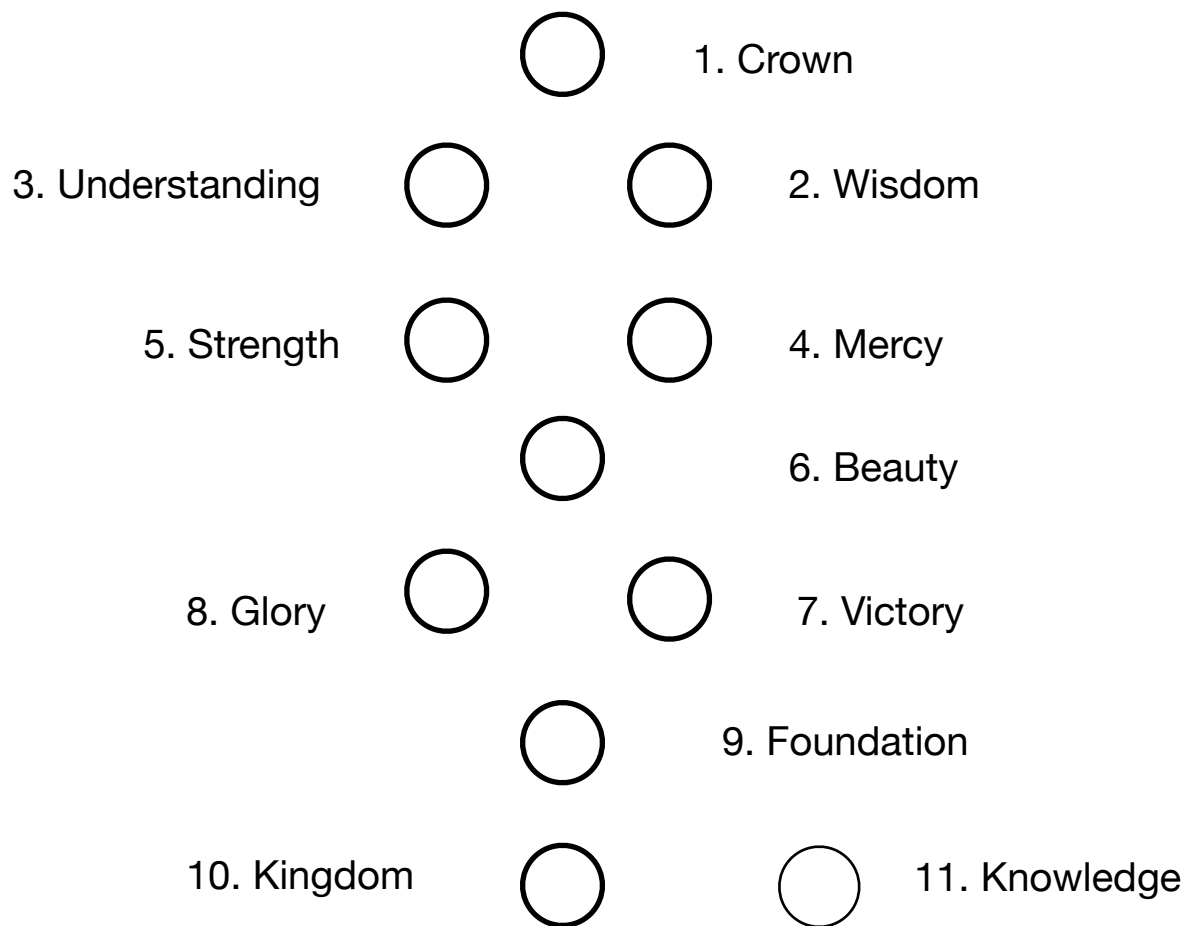 1. Crown
3. Understanding
2. Wisdom
5. Strength
4. Mercy
6. Beauty
8. Glory
7. Victory
9. Foundation
10. Kingdom
11. Knowledge